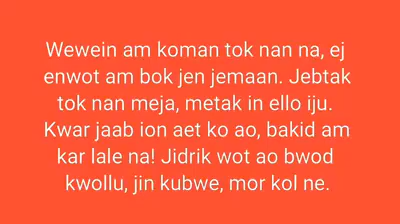 Wewein am koman tok nan na, ej
enwot am bok jen jemaan. Jebtak
tok nan meja, metak in ello iju.
Kwar jaab ion aet ko ao, bakid am
kar lale na! Jidrik wot ao bwod
kwollu, jin kubwe, mor kol ne.